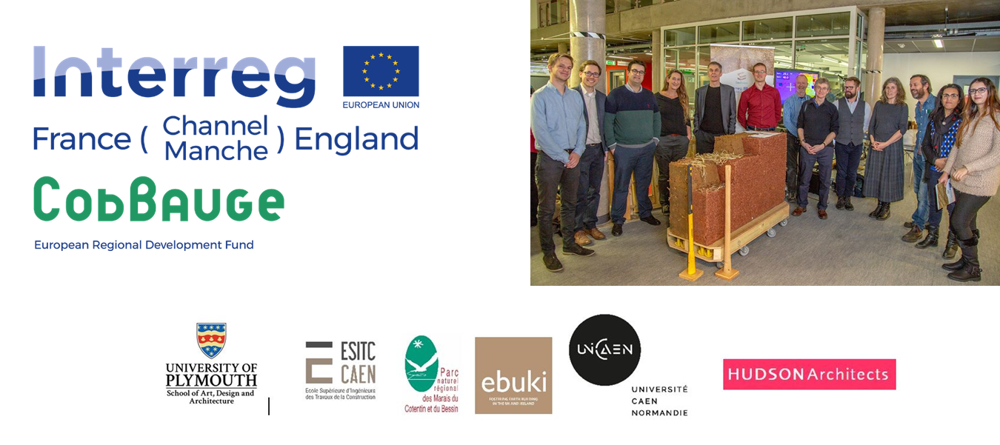 Interreg
EUROPEAN UNION
France ( Channel Manche ) England
CobBauge
European Regional Development Fund
UNIVERSITY OF
PLYMOUTH
School of Art, Design and
Architecture
ESITC
CAEN
Ecole Supérieure d'Ingénieurs
des Travaux de la Construction
Parc
naturel
régional
des Marais du
Cotentin et du Bessin
ebuki
FOSTERING EARTH BUILDING
IN THE UK AND IRELAND
UNICAEN
UNIVERSITÉ
CAEN
NORMANDIE
HUDSON Architects